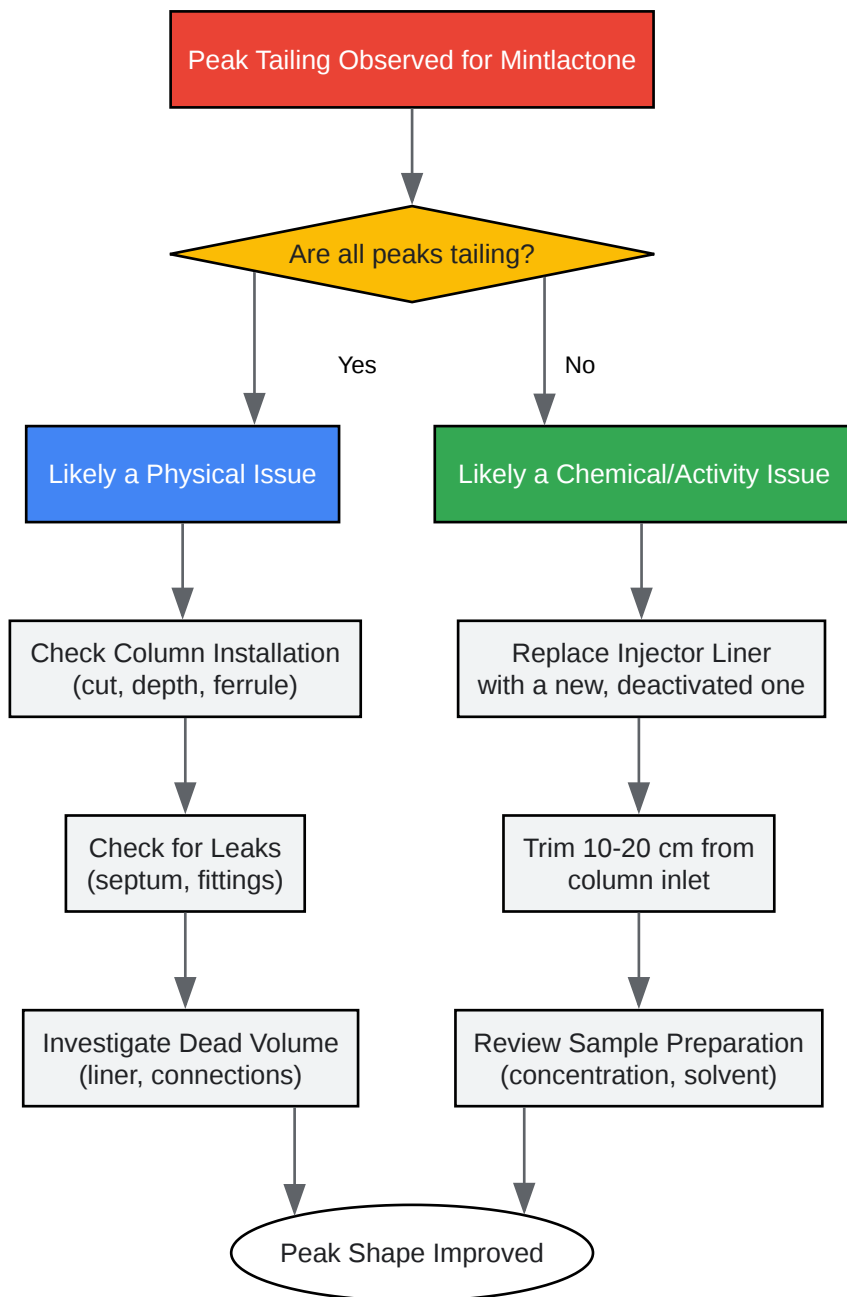 Peak Tailing Observed for Mintlactone
Are all peaks tailing?
Yes
No
Likely a Physical Issue
Likely a Chemical/Activity Issue
Check Column Installation
(cut, depth, ferrule)
Replace Injector Liner
with a new, deactivated one
Check for Leaks
(septum, fittings)
Trim 10-20 cm from
column inlet
Investigate Dead Volume
(liner, connections)
Review Sample Preparation
(concentration, solvent)
Peak Shape Improved